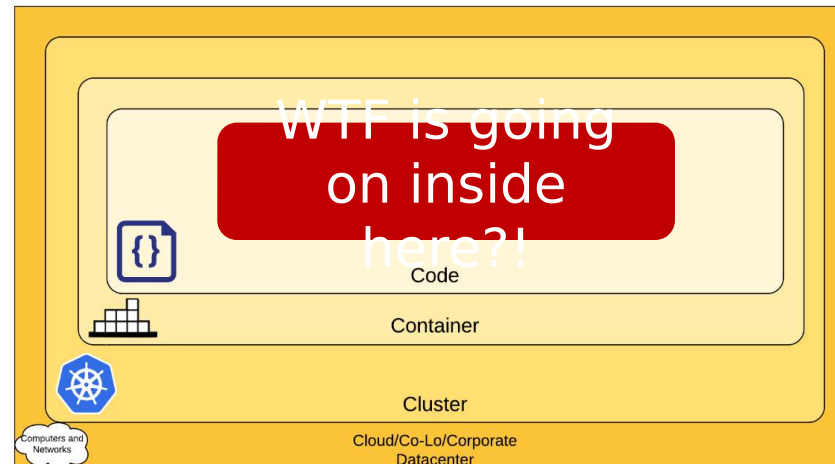 WTF is going
on inside
here?!
{}
Code
Container
Cluster
Computers and
Networks
Cloud/Co-Lo/Corporate
Datacenter